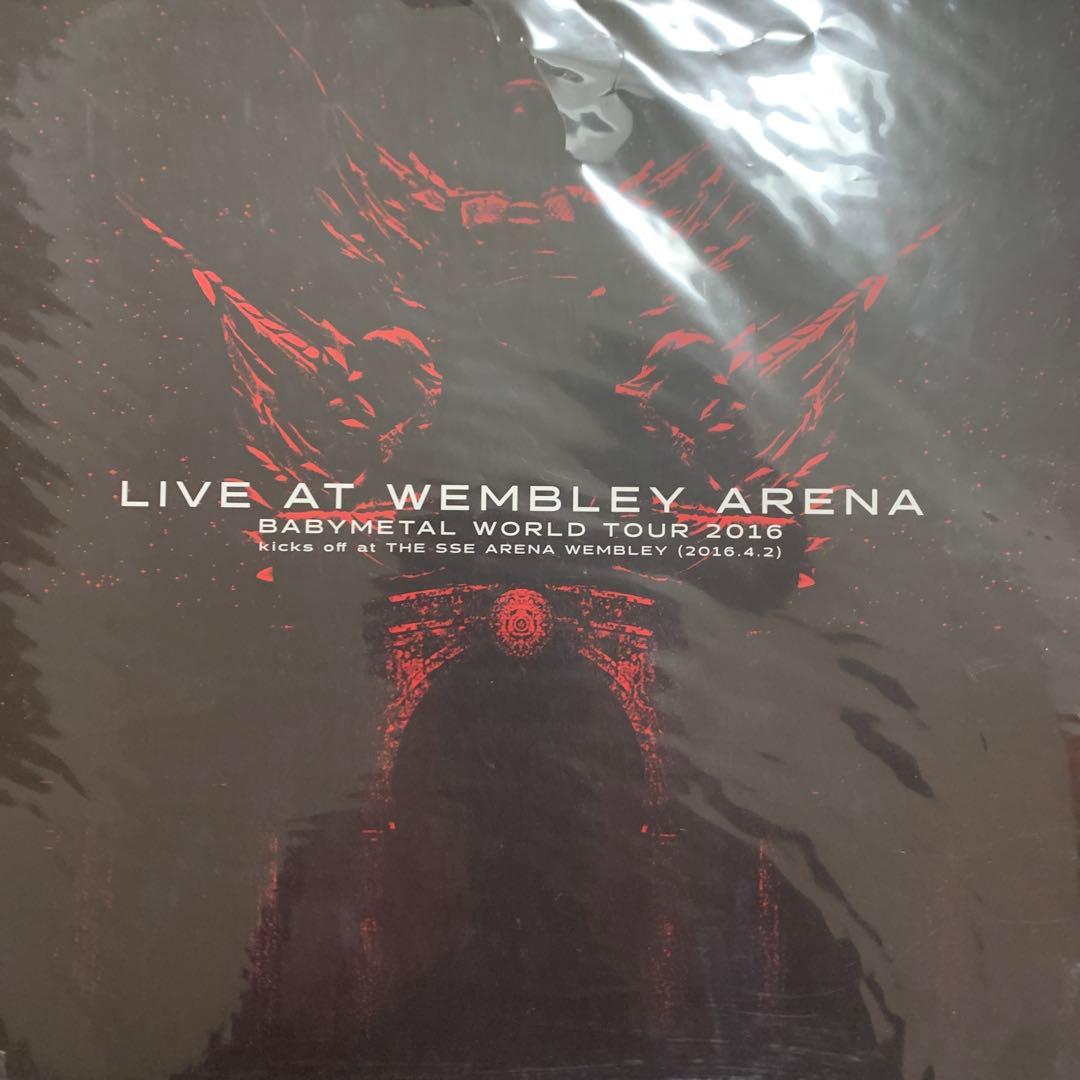 LIVE AT WEMBLEY ARENA
BABYMETAL WORLD TOUR 2016
kicks off at THE SSE ARENA WEMBLEY (2016.4.2)